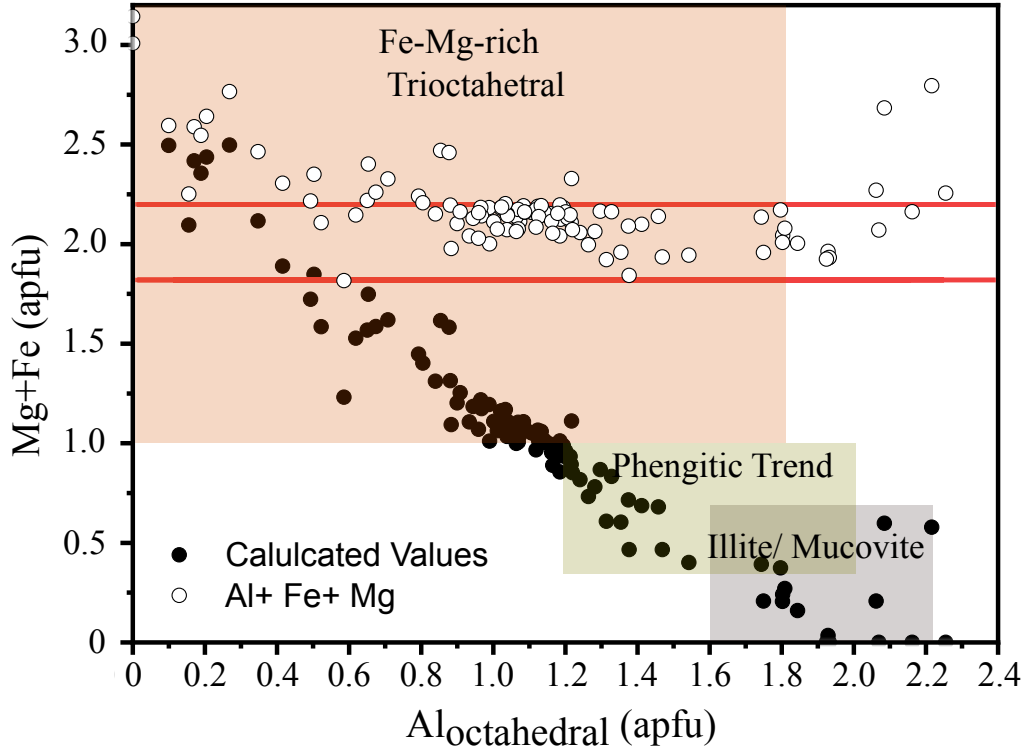 Fe-Mg-rich
Trioctahetral
Phengitic Trend
Illite/ Mucovite
Calulcated Values
Al+ Fe+ Mg
Mg+Fe (apfu)
3.0
2.5
2.0
1.5
1.0
0.5
0
0 0.2 0.4 0.6 0.8 1.0 1.2 1.4 1.6 1.8 2.0 2.2 2.4
Aloctahedral (apfu)